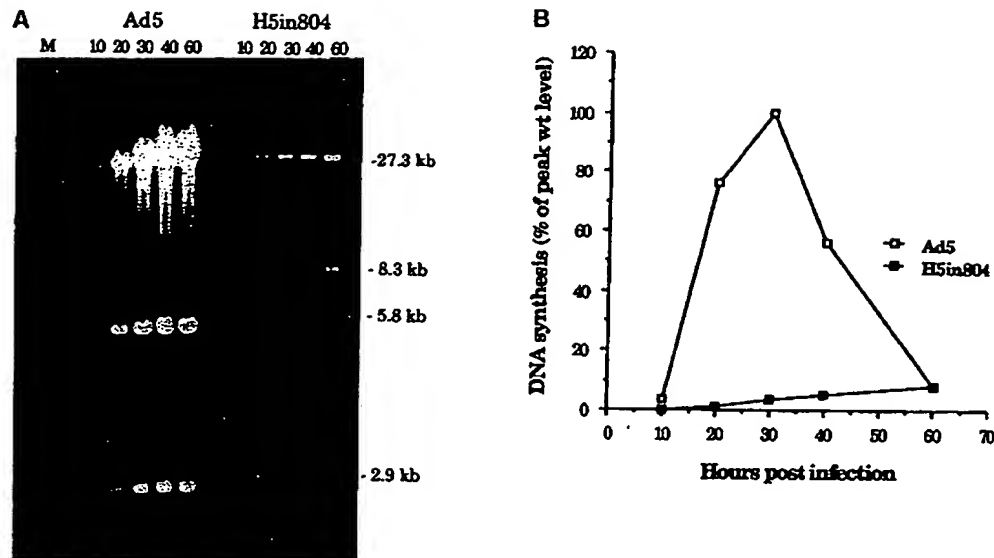 A
Ad5 H5in804
M 10 20 30 40 60 10 20 30 40 60
-27.3 kb
- 8.3 kb
- 5.8 kb
- 2.9 kb
B
DNA synthesis (% of peak wt level)
120
100
80
60
40
20
0
0 10 20 30 40 50 60 70
Hours post infection
Ad5
H5in804